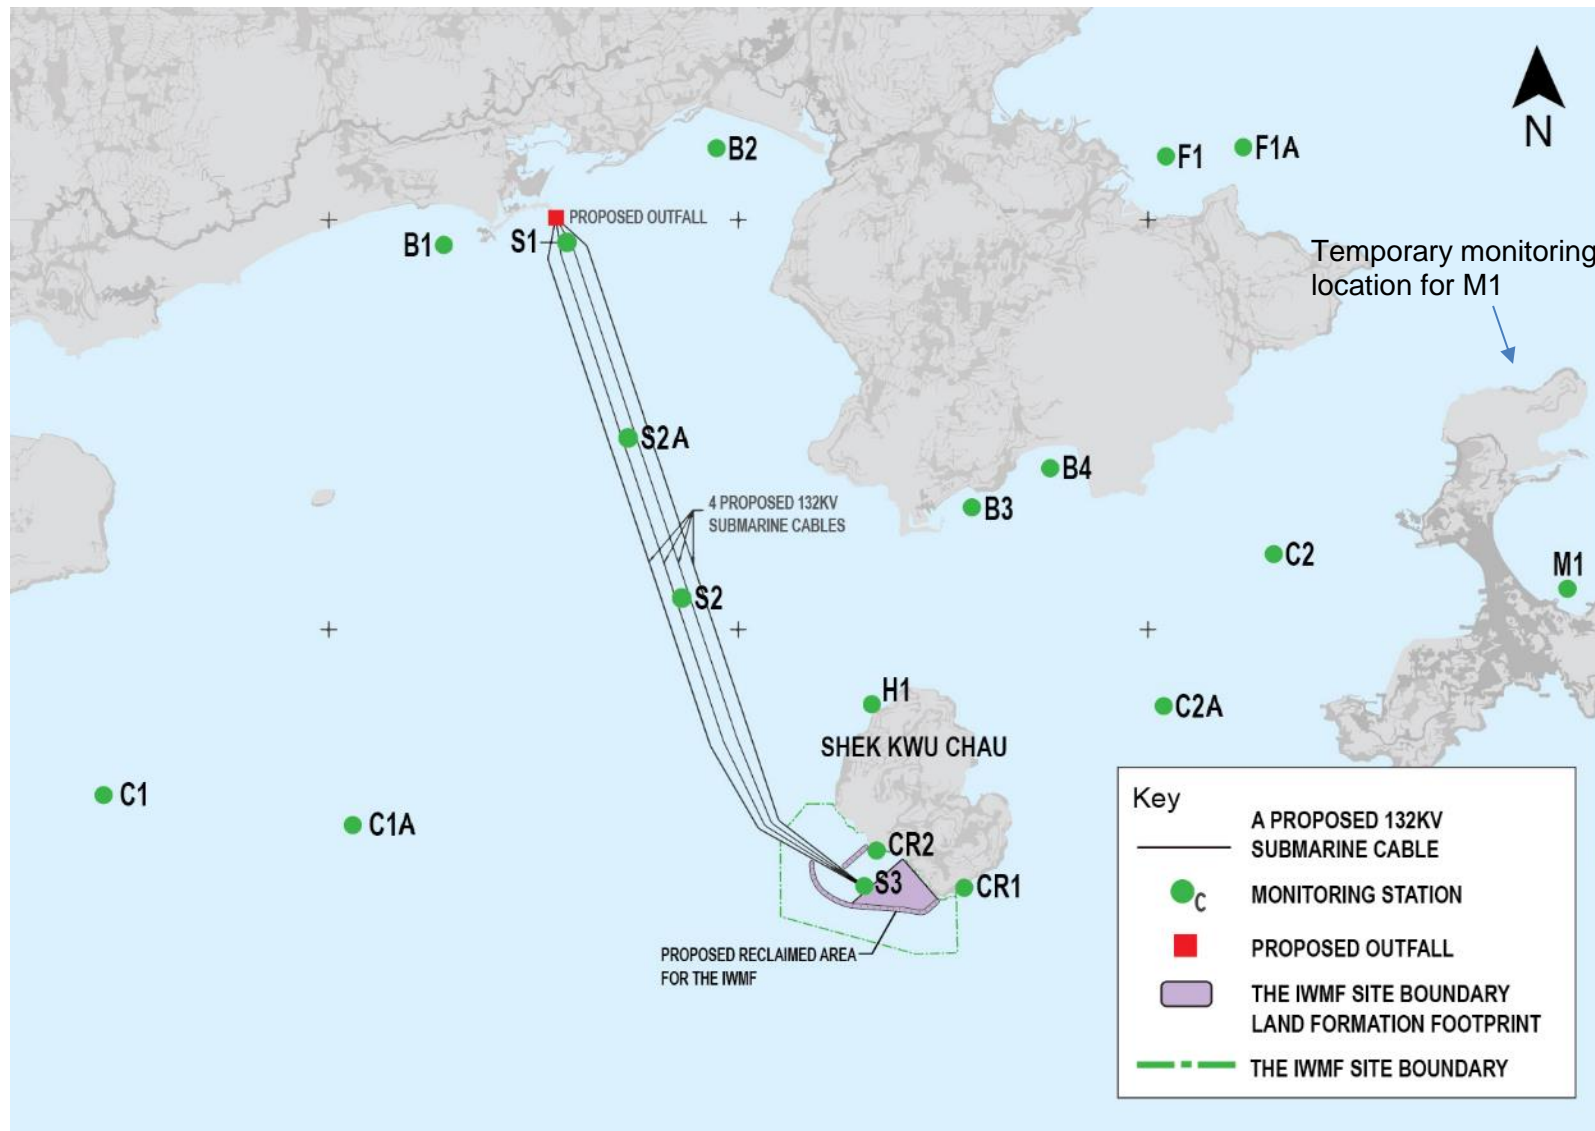 N
B2
F1
F1A
PROPOSED OUTFALL
B1
S1
Temporary monitoring
location for M1
S2A
B4
B3
4 PROPOSED 132KV
SUBMARINE CABLES
C2
M1
S2
H1
C2A
SHEK KWU CHAU
C1
C1A
CR2
S3
CR1
PROPOSED RECLAIMED AREA
FOR THE IWMF
Key
A PROPOSED 132KV
SUBMARINE CABLE
C
MONITORING STATION
PROPOSED OUTFALL
THE IWMF SITE BOUNDARY
LAND FORMATION FOOTPRINT
THE IWMF SITE BOUNDARY